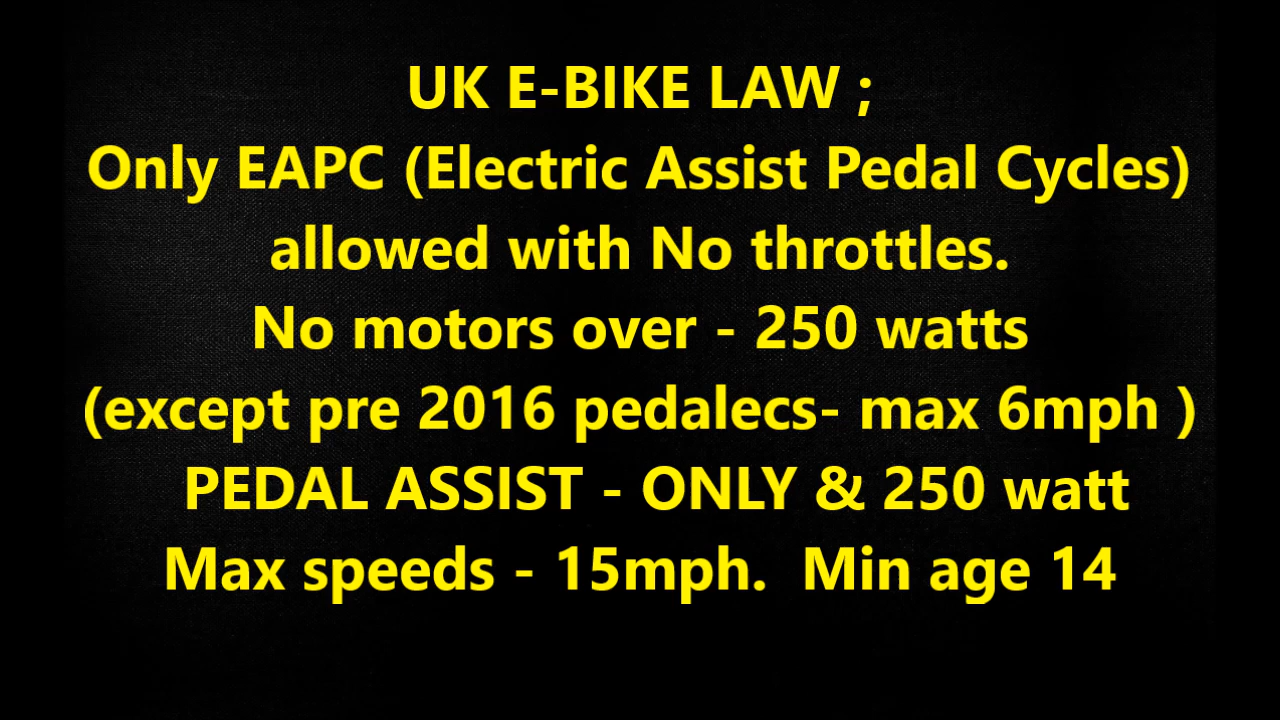 UK E-BIKE LAW ;
Only EAPC (Electric Assist Pedal Cycles)
allowed with No throttles.
No motors over - 250 watts
(except pre 2016 pedalecs- max 6mph )
PEDAL ASSIST - ONLY & 250 watt
Max speeds - 15mph.  Min age 14